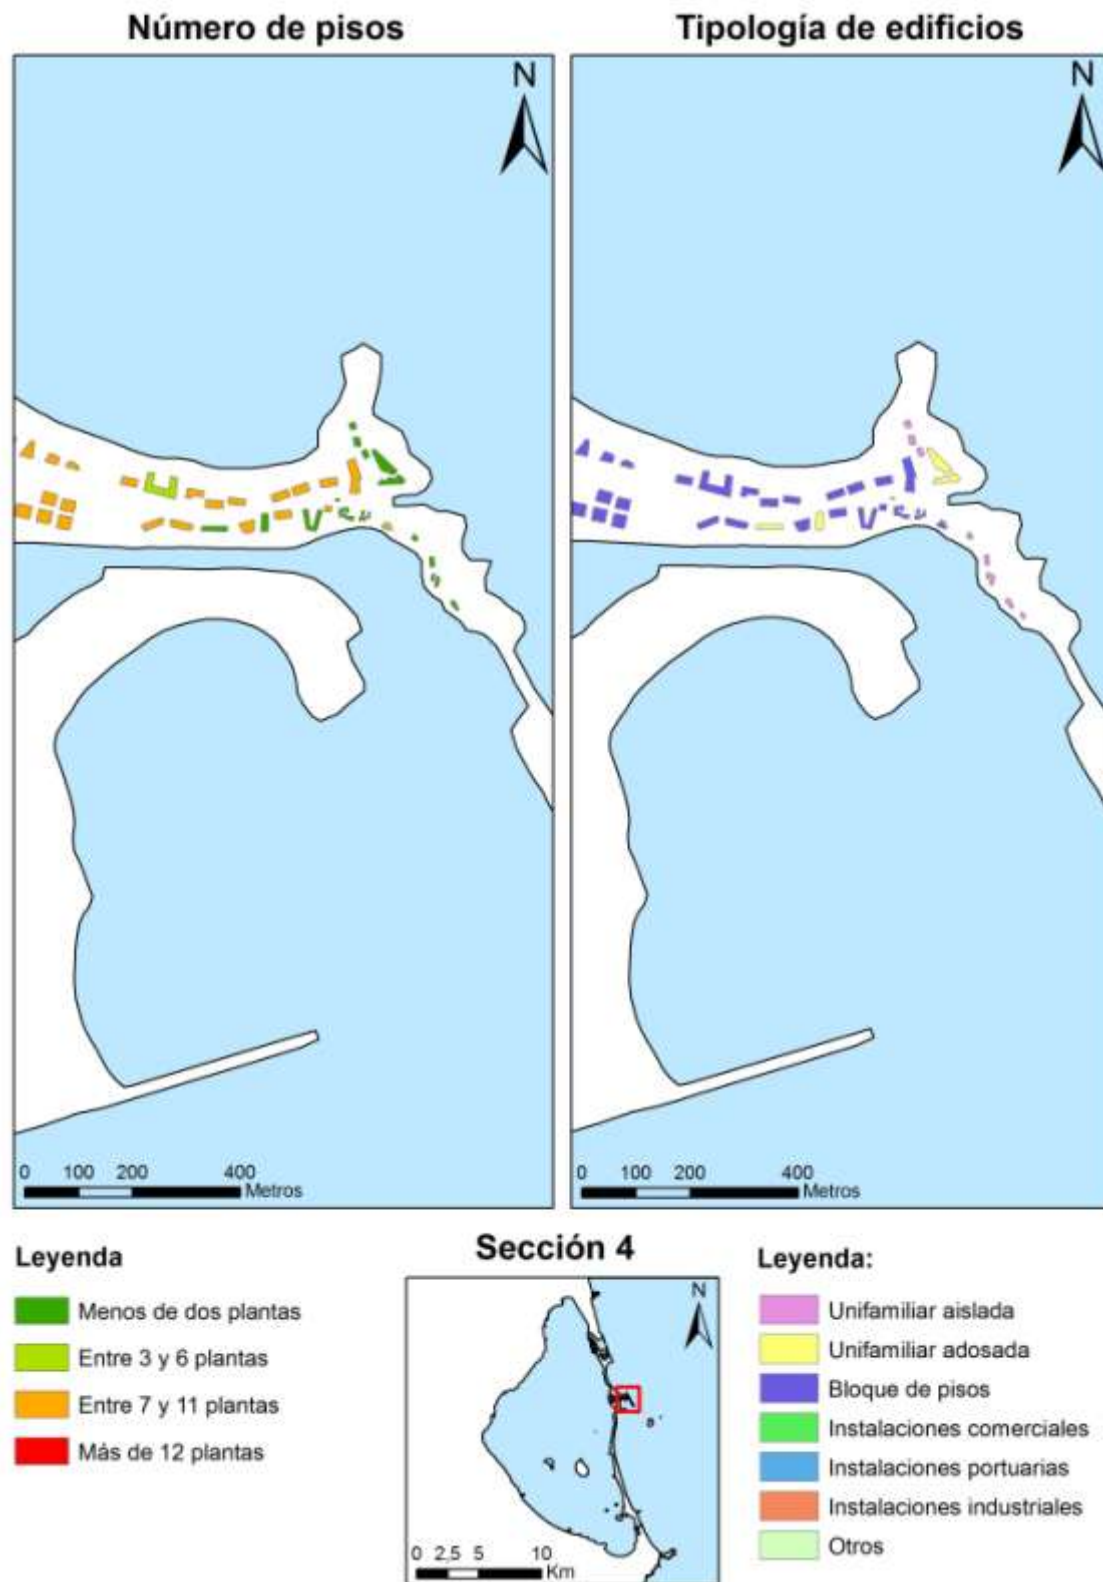 Número de pisos
Tipología de edificios
N
N
0 100 200 400
Metros
0 100 200 400
Metros
Leyenda
Menos de dos plantas
Entre 3 y 6 plantas
Entre 7 y 11 plantas
Más de 12 plantas
Sección 4
N
0 2,5 5 10
Km
Leyenda:
Unifamiliar aislada
Unifamiliar adosada
Bloque de pisos
Instalaciones comerciales
Instalaciones portuarias
Instalaciones industriales
Otros